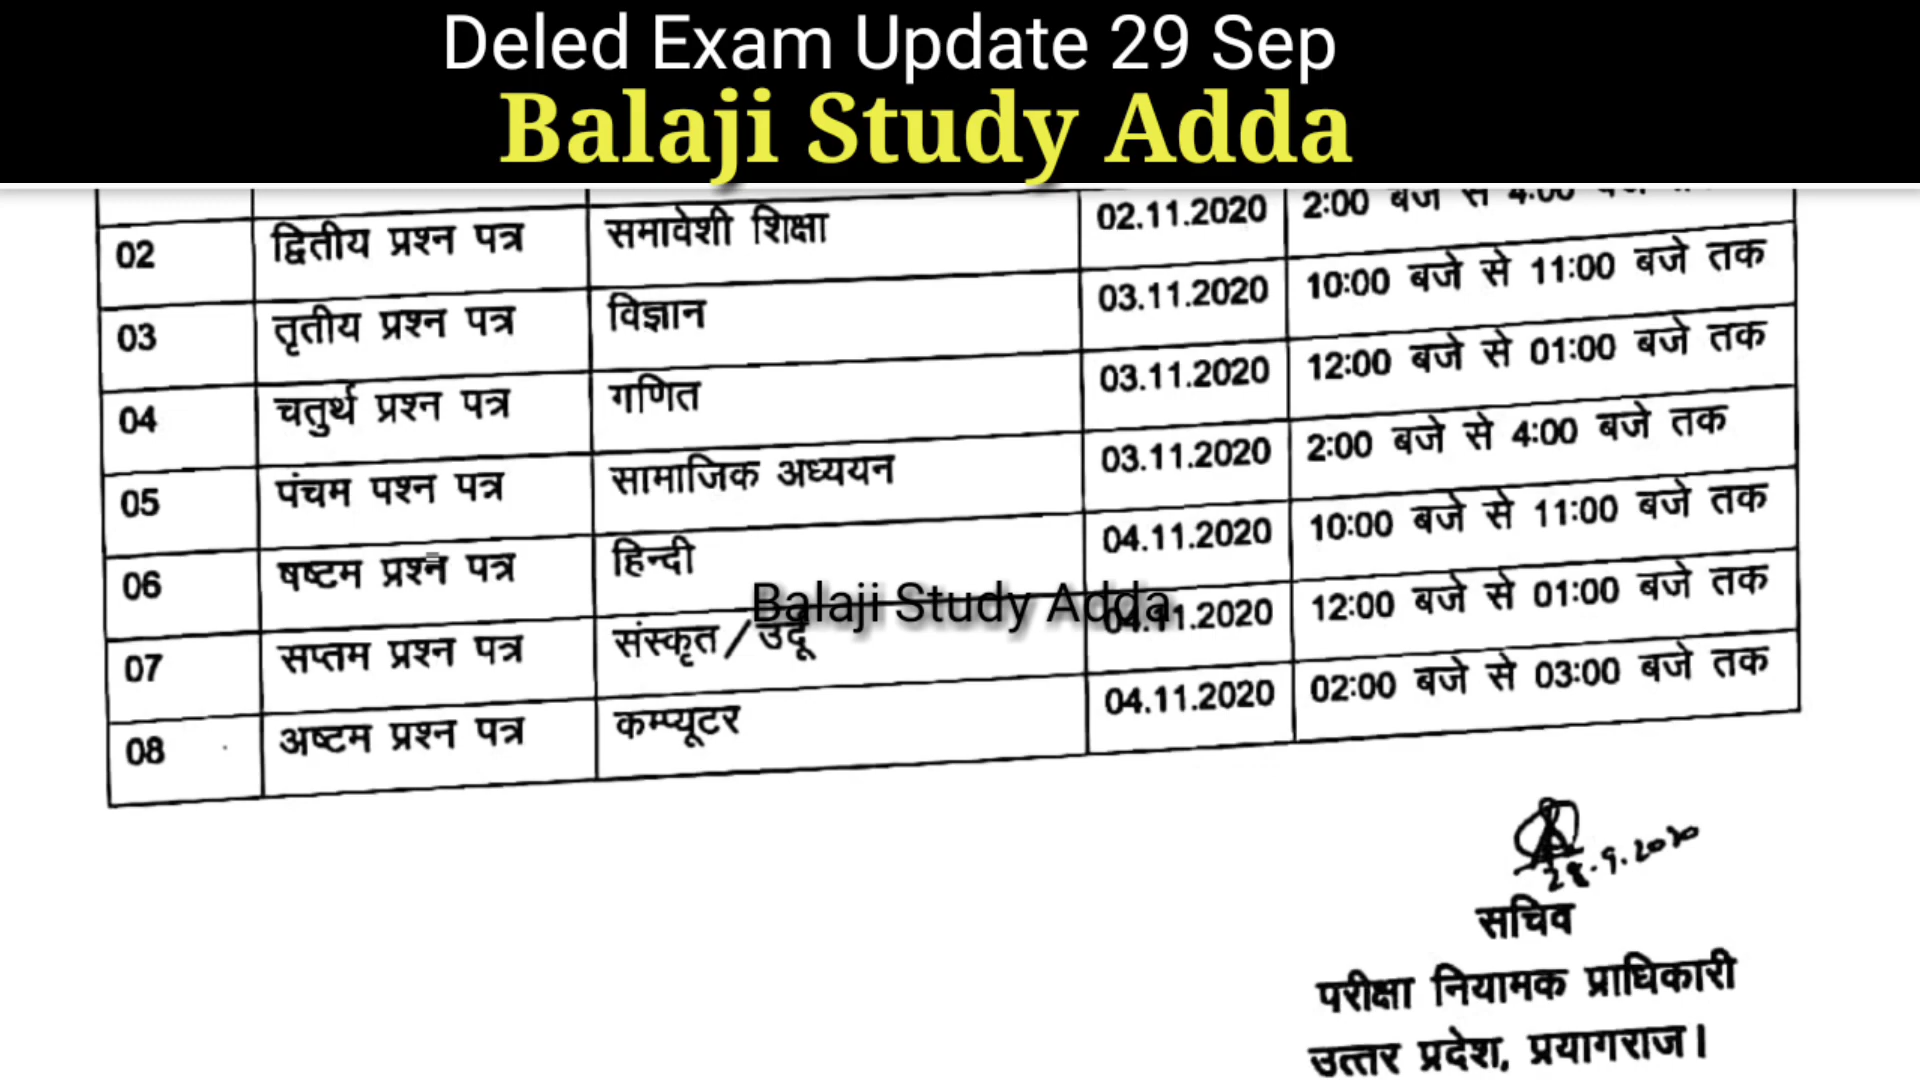 Deled Exam Update 29 Sep
Balaji Study Adda
02 द्वितीय प्रश्न पत्र समावेशी शिक्षा 02.11.2020 2:00 बजे से 4:00
03 तृतीय प्रश्न पत्र विज्ञान 03.11.2020 10:00 बजे से 11:00 बजे तक
04 चतुर्थ प्रश्न पत्र गणित 03.11.2020 12:00 बजे से 01:00 बजे तक
05 पंचम पश्न पत्र सामाजिक अध्ययन 03.11.2020 2:00 बजे से 4:00 बजे तक
06 षष्टम प्रश्न पत्र हिन्दी 04.11.2020 10:00 बजे से 11:00 बजे तक
Balaji Study Adda
07 सप्तम प्रश्न पत्र संस्कृत/उर्दू 04.11.2020 12:00 बजे से 01:00 बजे तक
08 अष्टम प्रश्न पत्र कम्प्यूटर 04.11.2020 02:00 बजे से 03:00 बजे तक
28.9.2020
सचिव
परीक्षा नियामक प्राधिकारी
उत्तर प्रदेश, प्रयागराज।